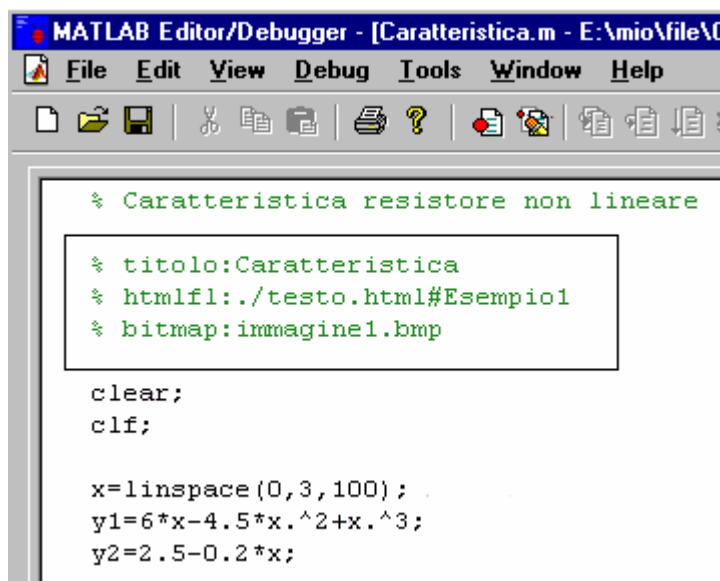 MATLAB Editor/Debugger - [Caratteristica.m - E:\mio\file\
File Edit View Debug Tools Window Help
% Caratteristica resistore non lineare
% titolo:Caratteristica
% htmlfl:./testo.html#Esempio1
% bitmap:immagine1.bmp
clear;
clf;
x=linspace(0,3,100);
y1=6*x-4.5*x.^2+x.^3;
y2=2.5-0.2*x;